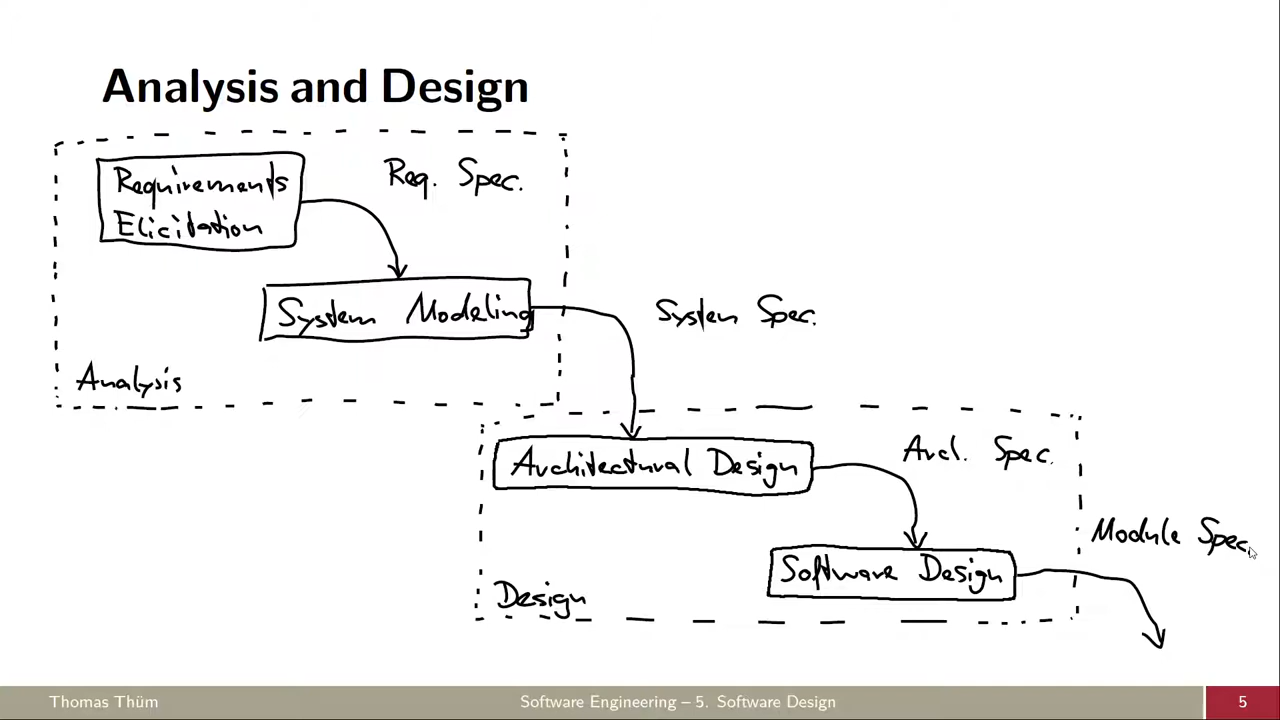 Analysis and Design
Requirements
Elicitation
Req. Spec.
System Modeling
System Spec.
Analysis
Architectural Design
Arch. Spec.
Module Spec.
Software Design
Design
Thomas Thüm
Software Engineering – 5. Software Design
5